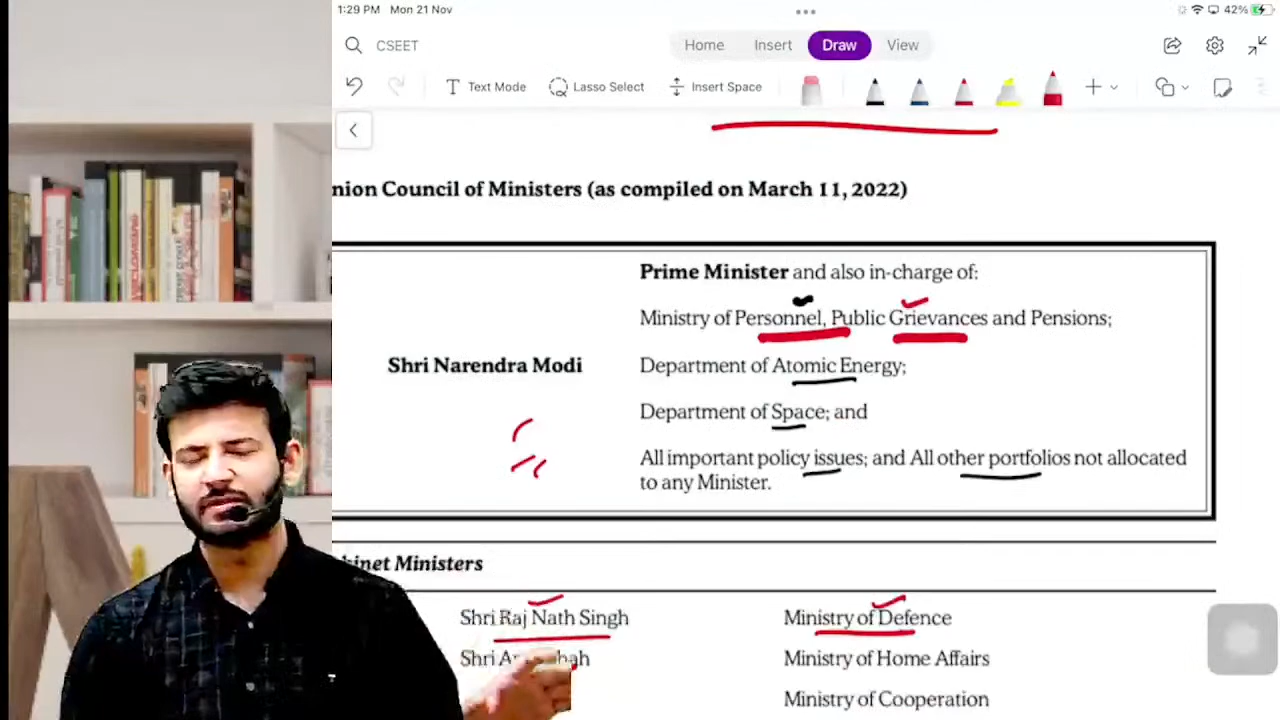 1:29 PM Mon 21 Nov
42%
CSEET
Home Insert Draw View
Text Mode Lasso Select Insert Space
nion Council of Ministers (as compiled on March 11, 2022)
Prime Minister and also in-charge of:
Ministry of Personnel, Public Grievances and Pensions;
Shri Narendra Modi
Department of Atomic Energy;
Department of Space; and
All important policy issues; and All other portfolios not allocated
to any Minister.
binet Ministers
Shri Raj Nath Singh Ministry of Defence
Shri Ministry of Home Affairs
Ministry of Cooperation